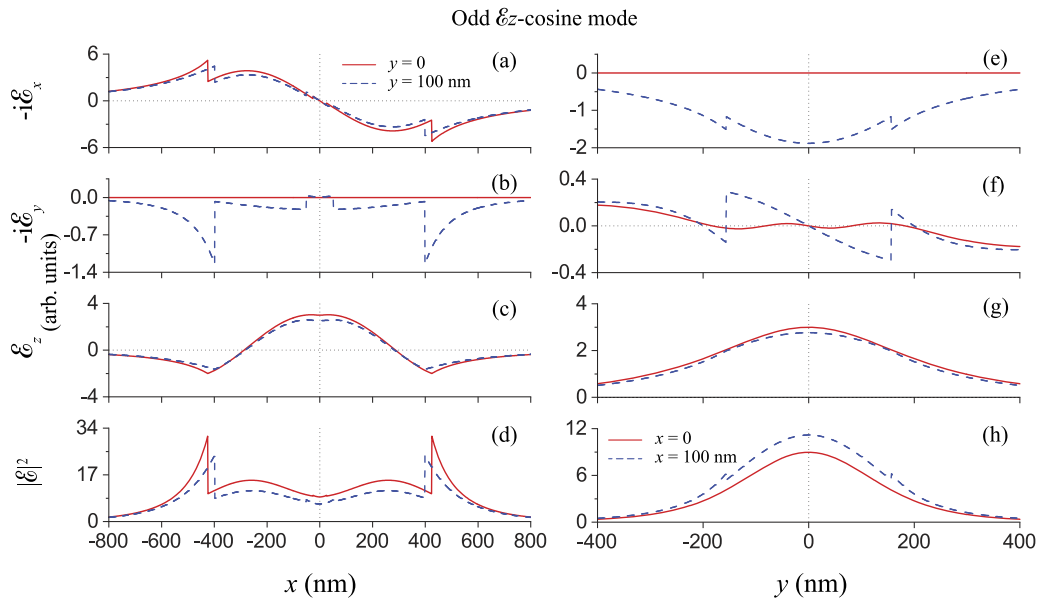 Odd ℰz-cosine mode
-iℰx
6
0
-6
y = 0
y = 100 nm
(a)
-iℰy
0.0
-0.7
-1.4
(b)
ℰz (arb. units)
4
0
-4
(c)
|ℰ|²
34
17
0
(d)
-800 -600 -400 -200 0 200 400 600 800
x (nm)
0
-1
-2
(e)
0.4
0.0
-0.4
(f)
4
2
0
(g)
12
6
0
x = 0
x = 100 nm
(h)
-400 -200 0 200 400
y (nm)